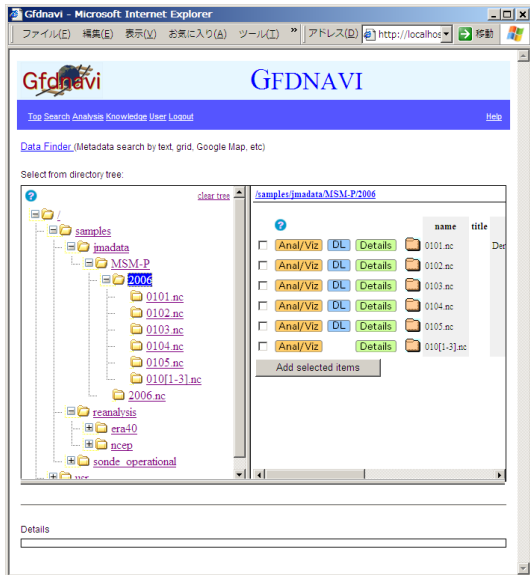 Gfdnavi - Microsoft Internet Explorer
ファイル(F) 編集(E) 表示(V) お気に入り(A) ツール(T) » アドレス(D) http://localhos 移動
Gfdnavi GFDNAVI
Top Search Analysis Knowledge User Logout Help
Data Finder (Metadata search by text, grid, Google Map, etc)
Select from directory tree:
clear tree
/
samples
jmadata
MSM-P
2006
0101.nc
0102.nc
0103.nc
0104.nc
0105.nc
010[1-3].nc
2006.nc
reanalysis
era40
ncep
sonde_operational
usr
/samples/jmadata/MSM-P/2006
name title
Anal/Viz DL Details 0101.nc Der
Anal/Viz DL Details 0102.nc
Anal/Viz DL Details 0103.nc
Anal/Viz DL Details 0104.nc
Anal/Viz DL Details 0105.nc
Anal/Viz Details 010[1-3].nc
Add selected items
Details